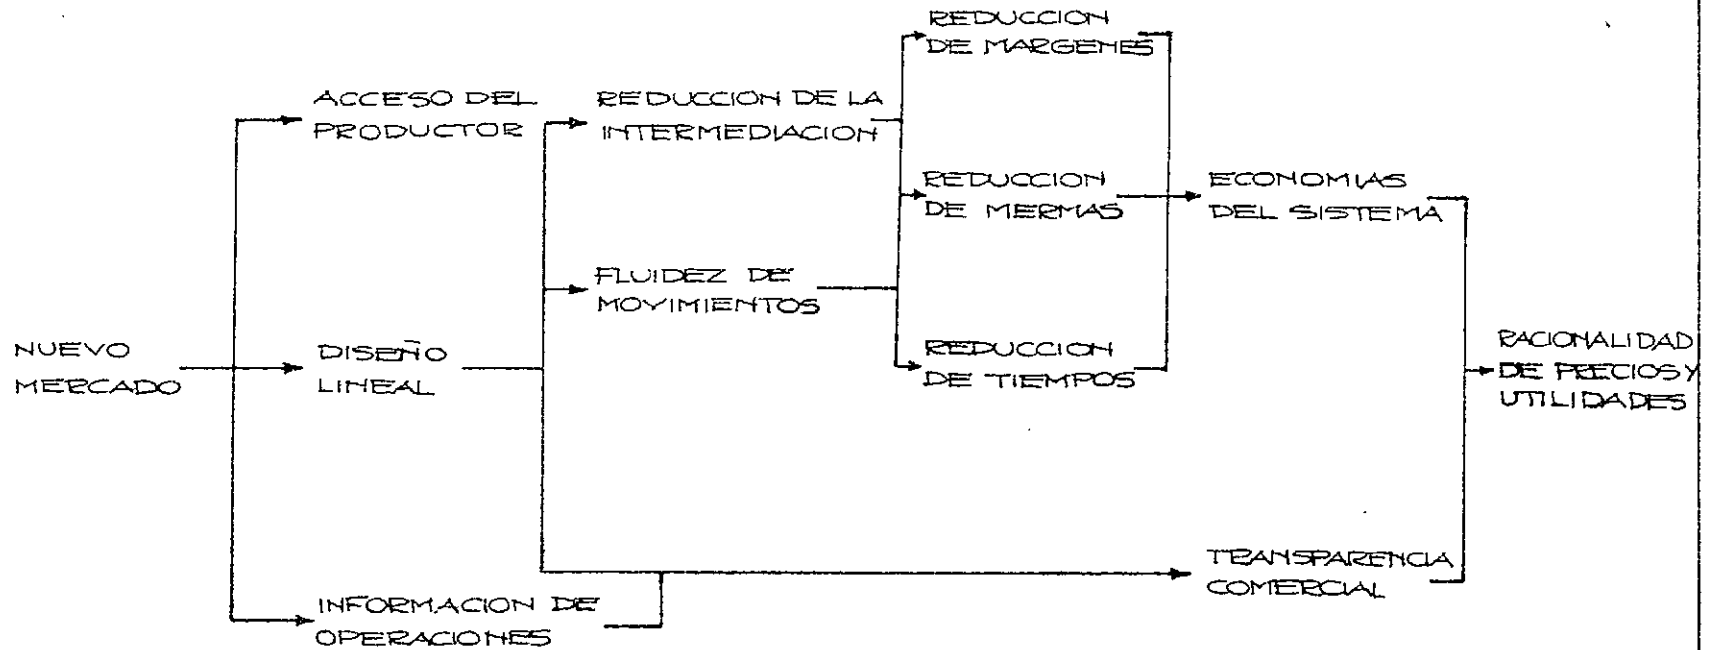 NUEVO
MERCADO
ACCESO DEL
PRODUCTOR
DISEÑO
LINEAL
INFORMACION DE
OPERACIONES
REDUCCION DE LA
INTERMEDIACION
FLUIDEZ DE
MOVIMIENTOS
REDUCCION
DE MARGENES
REDUCCION
DE MERMAS
REDUCCION
DE TIEMPOS
ECONOMIAS
DEL SISTEMA
TRANSPARENCIA
COMERCIAL
RACIONALIDAD
DE PRECIOS Y
UTILIDADES